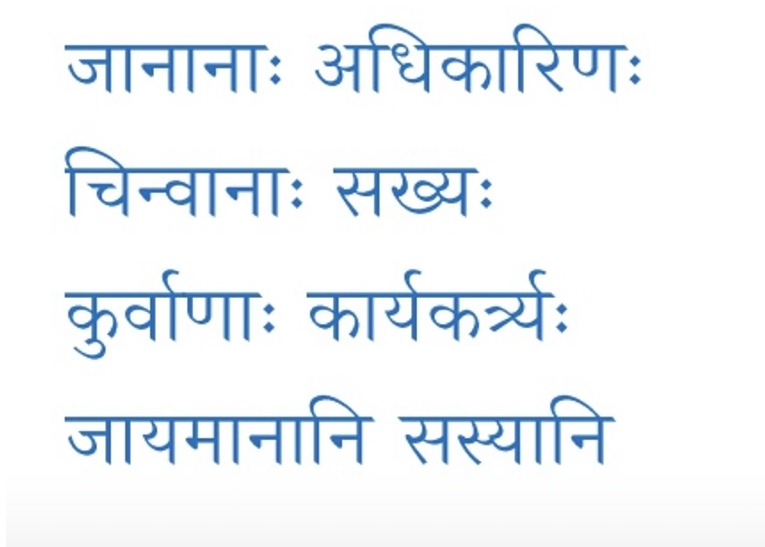 जानानाः अधिकारिणः
चिन्वानाः सख्यः
कुर्वाणाः कार्यकर्त्र्यः
जायमानानि सस्यानि